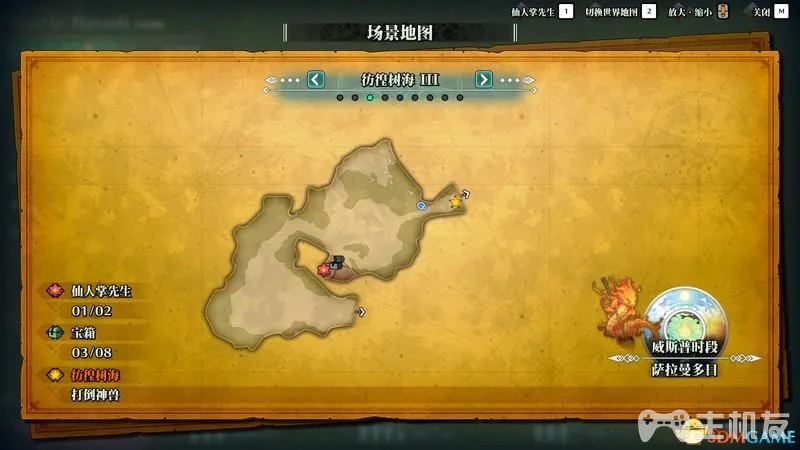 仙人掌先生 1 切换世界地图 2 放大·缩小 关闭 M
场景地图
彷徨树海 III
仙人掌先生
01/02
宝箱
03/08
彷徨树海
打倒神兽
威斯普时段
萨拉曼多日
主机友
3DMGAME